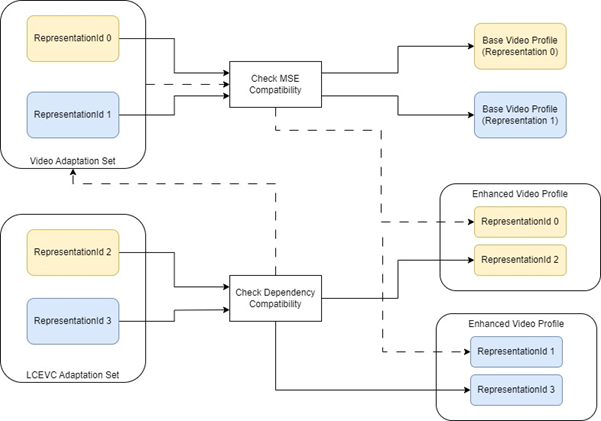 RepresentationId 0
RepresentationId 1
Video Adaptation Set
Check MSE
Compatibility
Base Video Profile
(Representation 0)
Base Video Profile
(Representation 1)
RepresentationId 2
RepresentationId 3
LCEVC Adaptation Set
Check Dependency
Compatibility
Enhanced Video Profile
RepresentationId 0
RepresentationId 2
Enhanced Video Profile
RepresentationId 1
RepresentationId 3